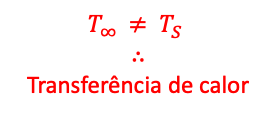 T∞ ≠ TS
∴
Transferência de calor